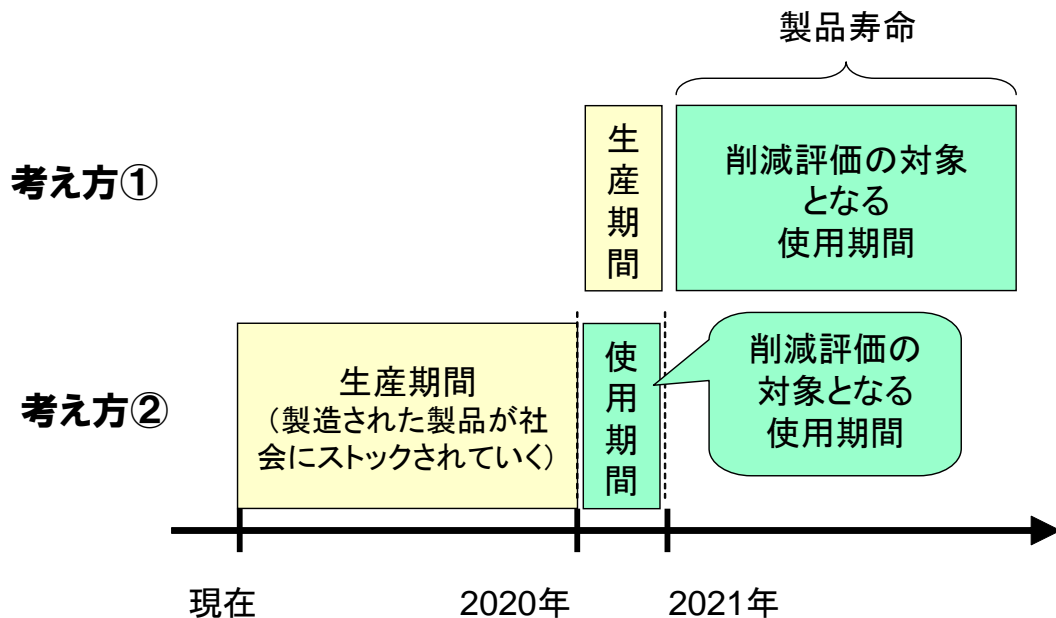 製品寿命
考え方①
生産期間
削減評価の対象
となる
使用期間
考え方②
生産期間
（製造された製品が社
会にストックされていく）
使用期間
削減評価の
対象となる
使用期間
現在
2020年
2021年